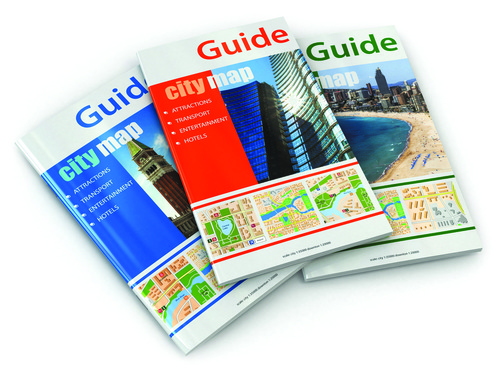 Guide
city map
ATTRACTIONS
TRANSPORT
ENTERTAINMENT
HOTELS
Guide
city map
ATTRACTIONS
TRANSPORT
ENTERTAINMENT
HOTELS
Guide
map